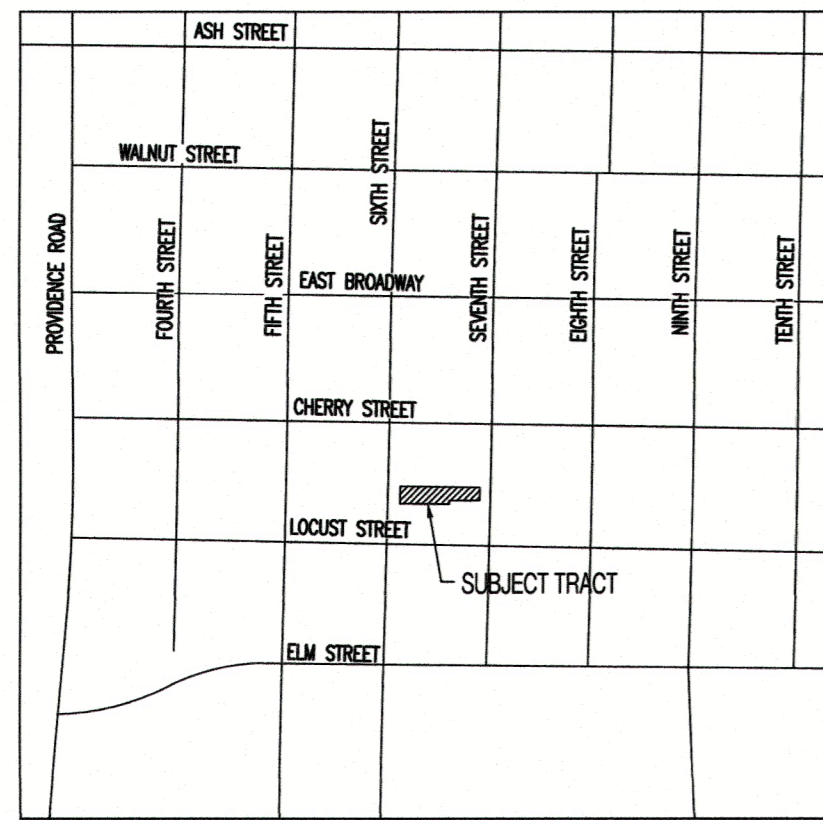 ASH STREET
WALNUT STREET
SIXTH STREET
PROVIDENCE ROAD
FOURTH STREET
FIFTH STREET
EAST BROADWAY
SEVENTH STREET
EIGHTH STREET
NINTH STREET
TENTH STREET
CHERRY STREET
LOCUST STREET
SUBJECT TRACT
ELM STREET